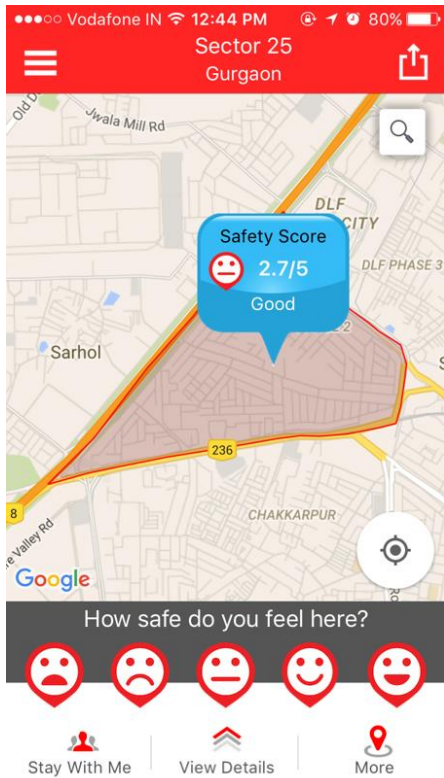 Vodafone IN 12:44 PM 80%
Sector 25
Gurgaon
Jwala Mill Rd
DLF
CITY
Safety Score
2.7/5
Good
DLF PHASE 3
Sarhol
236
8
CHAKKARPUR
Valley Rd
Google
How safe do you feel here?
Stay With Me
View Details
More